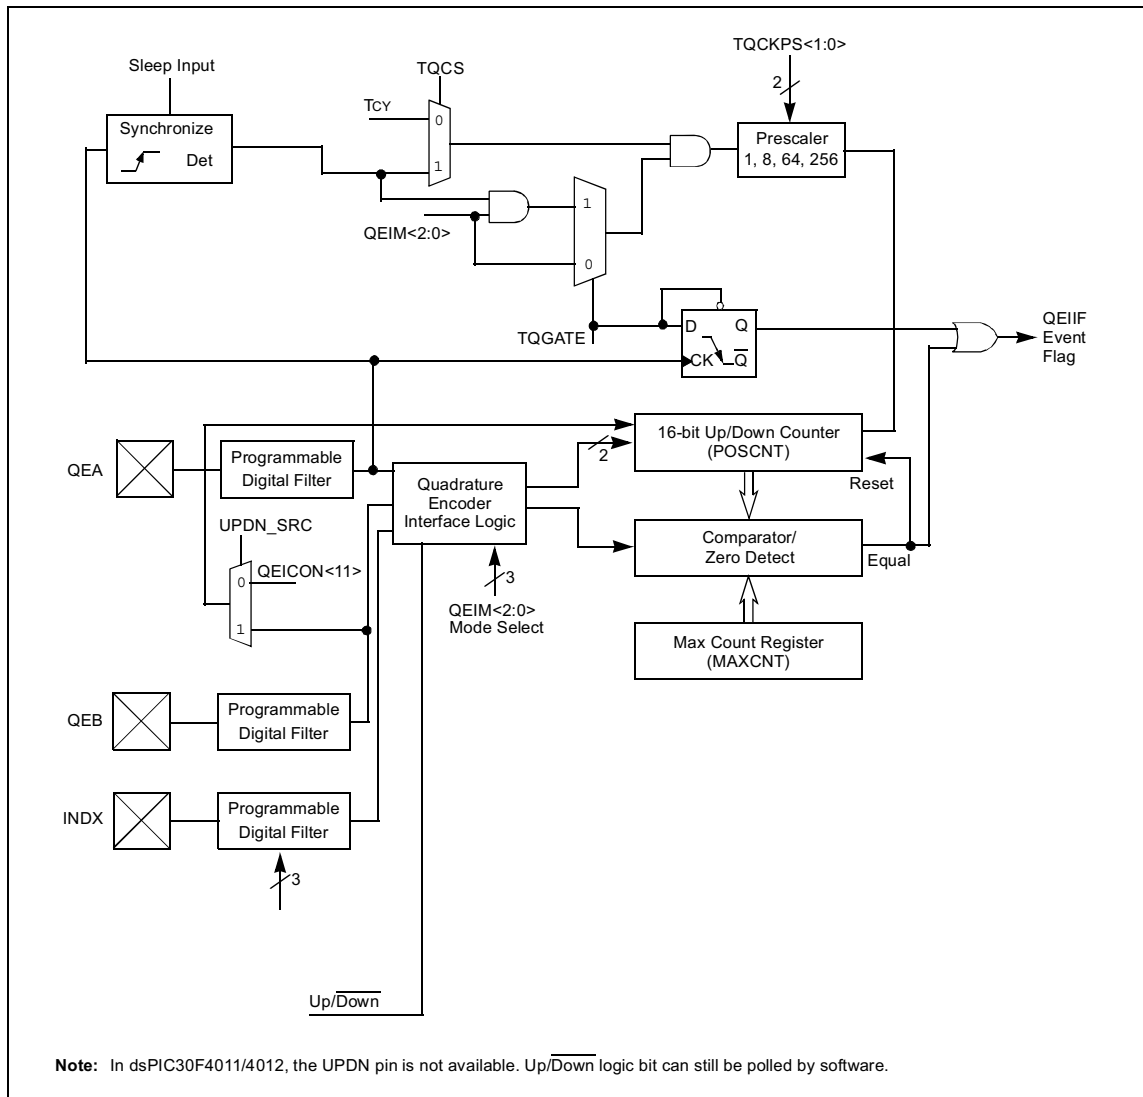 TQCKPS<1:0>
Sleep Input
TQCS
2
TCY
0
Synchronize
Det
1
Prescaler
1, 8, 64, 256
QEIM<2:0>
1
0
TQGATE
D
Q
CK
Q
QEIIF
Event
Flag
QEA
Programmable
Digital Filter
Quadrature
Encoder
Interface Logic
2
16-bit Up/Down Counter
(POSCNT)
Reset
Comparator/
Zero Detect
Equal
UPDN_SRC
0
QEICON<11>
1
3
QEIM<2:0>
Mode Select
Max Count Register
(MAXCNT)
QEB
Programmable
Digital Filter
INDX
Programmable
Digital Filter
3
Up/Down
Note: In dsPIC30F4011/4012, the UPDN pin is not available. Up/Down logic bit can still be polled by software.